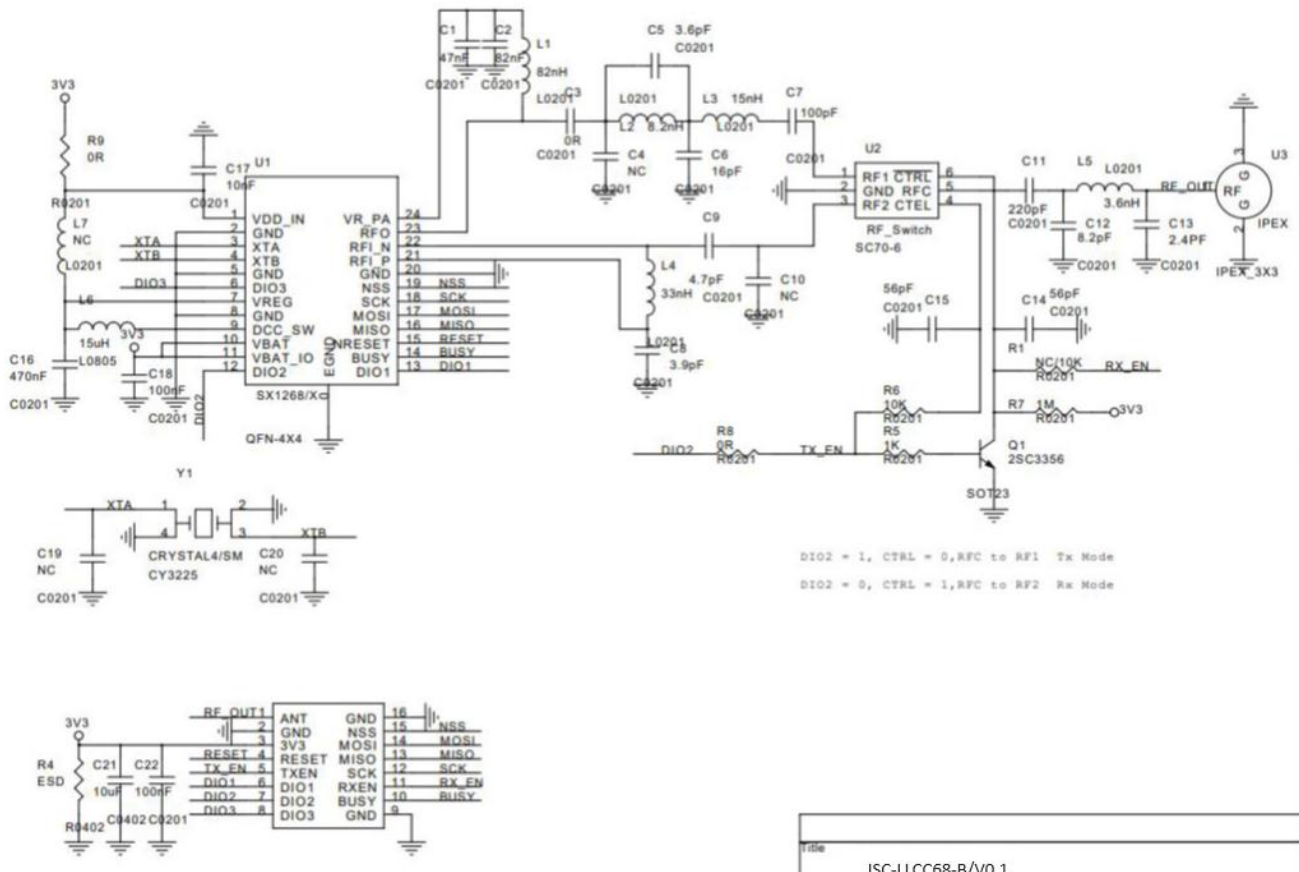 C1
47nF
C0201
C2
82nF
C0201
L1
82nH
L0201
C5 3.6pF
C0201
3V3
R9
0R
R0201
C17
10nF
C0201
C3
0R
C0201
L0201
L2 8.2nH
L3 15nH
L0201
C7
100pF
C0201
C4
NC
C0201
C6
16pF
C0201
L7
NC
L0201
L6
15uH
L0805
3V3
C16
470nF
C0201
C18
100nF
C0201
XTA
XTB
DIO3
DIO2
U1
1 VDD_IN
2 GND
3 XTA
4 XTB
5 GND
6 DIO3
7 VREG
8 GND
9 DCC_SW
10 VBAT
11 VBAT_IO
12 DIO2
VR_PA 24
RFO 23
RFI_N 22
RFI_P 21
GND 20
NSS 19 NSS
SCK 18 SCK
MOSI 17 MOSI
MISO 16 MISO
NRESET 15 RESET
BUSY 14 BUSY
DIO1 13 DIO1
EGND
0
SX1268/X
QFN-4X4
C9
4.7pF
C0201
C10
NC
C0201
L4
33nH
L0201
C8
3.9pF
C0201
U2
1 RF1 CTRL 6
2 GND RFC 5
3 RF2 CTEL 4
RF_Switch
SC70-6
C11
220pF
C0201
L5 L0201
3.6nH
C12
8.2pF
C0201
C13
2.4PF
C0201
RF_OUT
1
RF
G
G
3
2
U3
IPEX
IPEX_3X3
56pF
C0201 C15
56pF
C14 C0201
R1
NC/10K
R0201
RX_EN
R7 1M
R0201
3V3
R6
10K
R0201
R5
1K
R0201
DIO2
R8
0R
R0201
TX_EN
Q1
2SC3356
SOT23
DIO2 = 1, CTRL = 0,RFC to RF1 Tx Mode
DIO2 = 0, CTRL = 1,RFC to RF2 Rx Mode
Y1
XTA
1
2
4
3
XTB
CRYSTAL4/SM
CY3225
C19
NC
C0201
C20
NC
C0201
3V3
R4
ESD
R0402
C21
10uF
C0402
C22
100nF
C0201
RF_OUT 1 ANT
2 GND
3 3V3
RESET 4 RESET
TX_EN 5 TXEN
DIO1 6 DIO1
DIO2 7 DIO2
DIO3 8 DIO3
GND 16
NSS 15 NSS
MOSI 14 MOSI
MISO 13 MISO
SCK 12 SCK
RXEN 11 RX_EN
BUSY 10 BUSY
GND 9
Title